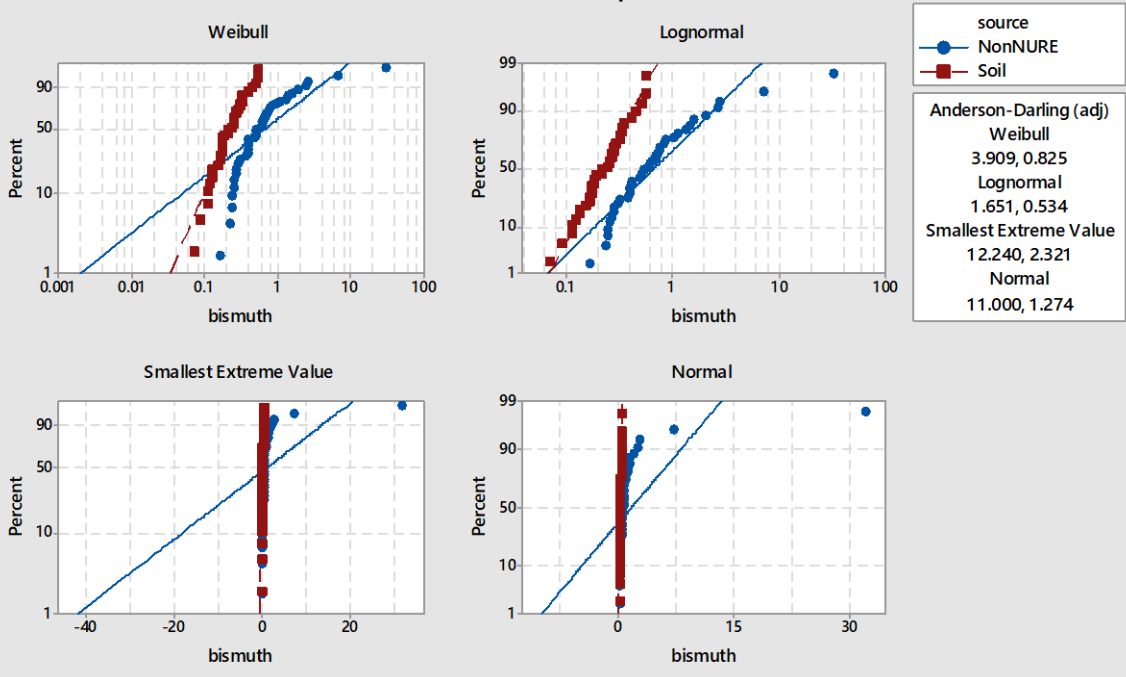 Weibull
90
50
10
1
0.001
0.01
0.1
1
10
100
Percent
bismuth
Lognormal
99
90
50
10
1
0.1
1
10
100
Percent
bismuth
source
NonNURE
Soil
Anderson-Darling (adj)
Weibull
3.909, 0.825
Lognormal
1.651, 0.534
Smallest Extreme Value
12.240, 2.321
Normal
11.000, 1.274
Smallest Extreme Value
90
50
10
1
-40
-20
0
20
Percent
bismuth
Normal
99
90
50
10
1
0
15
30
Percent
bismuth